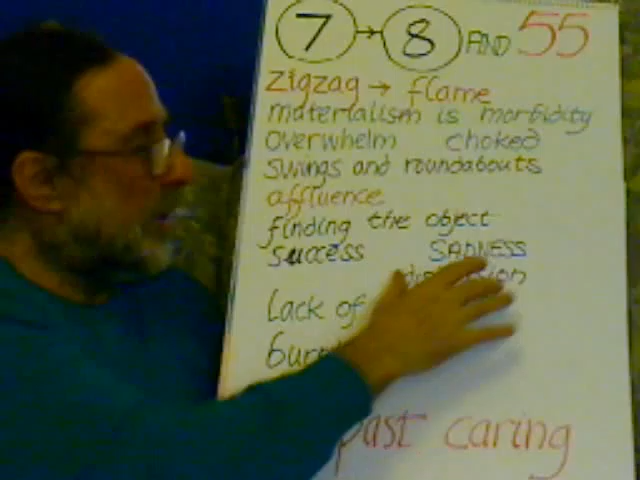 7 → 8 AND 55
zigzag → flame
materialism is morbidity
overwhelm choked
swings and roundabouts
affluence
finding the object
success SADNESS
Lack of
past caring